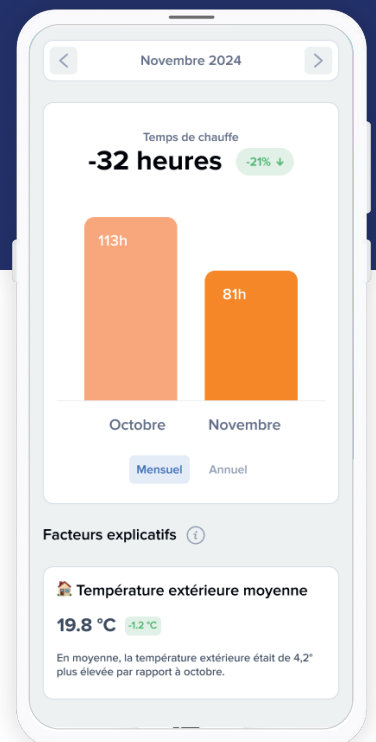 Novembre 2024
Temps de chauffe
-32 heures -21% ↓
113h
81h
Octobre Novembre
Mensuel Annuel
Facteurs explicatifs i
Température extérieure moyenne
19.8 °C -1.2 °C
En moyenne, la température extérieure était de 4,2°
plus élevée par rapport à octobre.